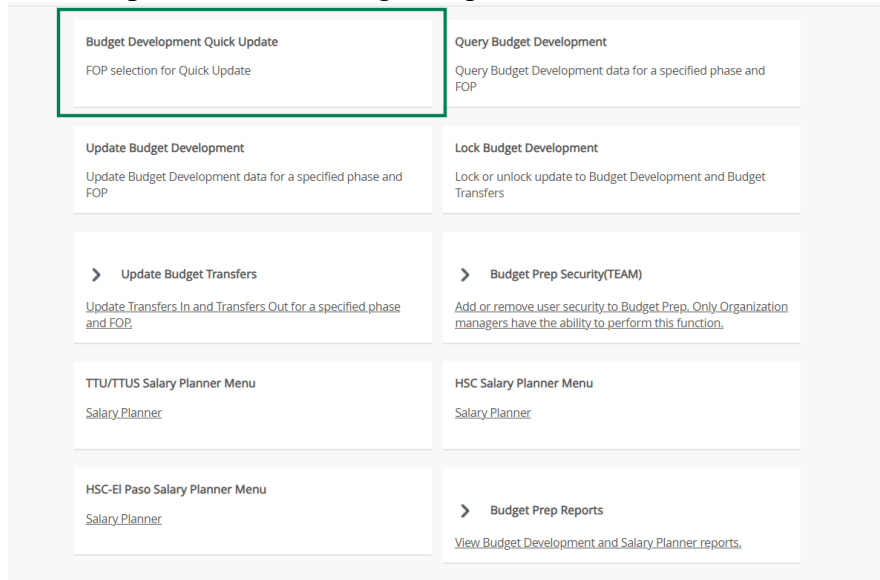 Budget Development Quick Update
FOP selection for Quick Update
Query Budget Development
Query Budget Development data for a specified phase and
FOP
Update Budget Development
Update Budget Development data for a specified phase and
FOP
Lock Budget Development
Lock or unlock update to Budget Development and Budget
Transfers
Update Budget Transfers
Update Transfers In and Transfers Out for a specified phase
and FOP.
Budget Prep Security(TEAM)
Add or remove user security to Budget Prep. Only Organization
managers have the ability to perform this function.
TTU/TTUS Salary Planner Menu
Salary Planner
HSC Salary Planner Menu
Salary Planner
HSC-El Paso Salary Planner Menu
Salary Planner
Budget Prep Reports
View Budget Development and Salary Planner reports.